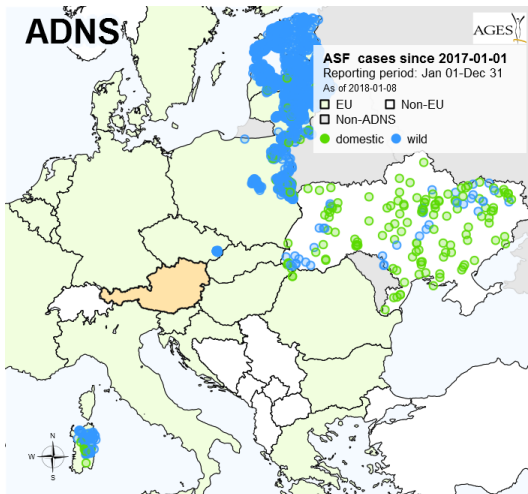 ADNS
AGES
ASF cases since 2017-01-01
Reporting period: Jan 01-Dec 31
As of 2018-01-08
EU Non-EU
Non-ADNS
domestic wild
N
W E
S